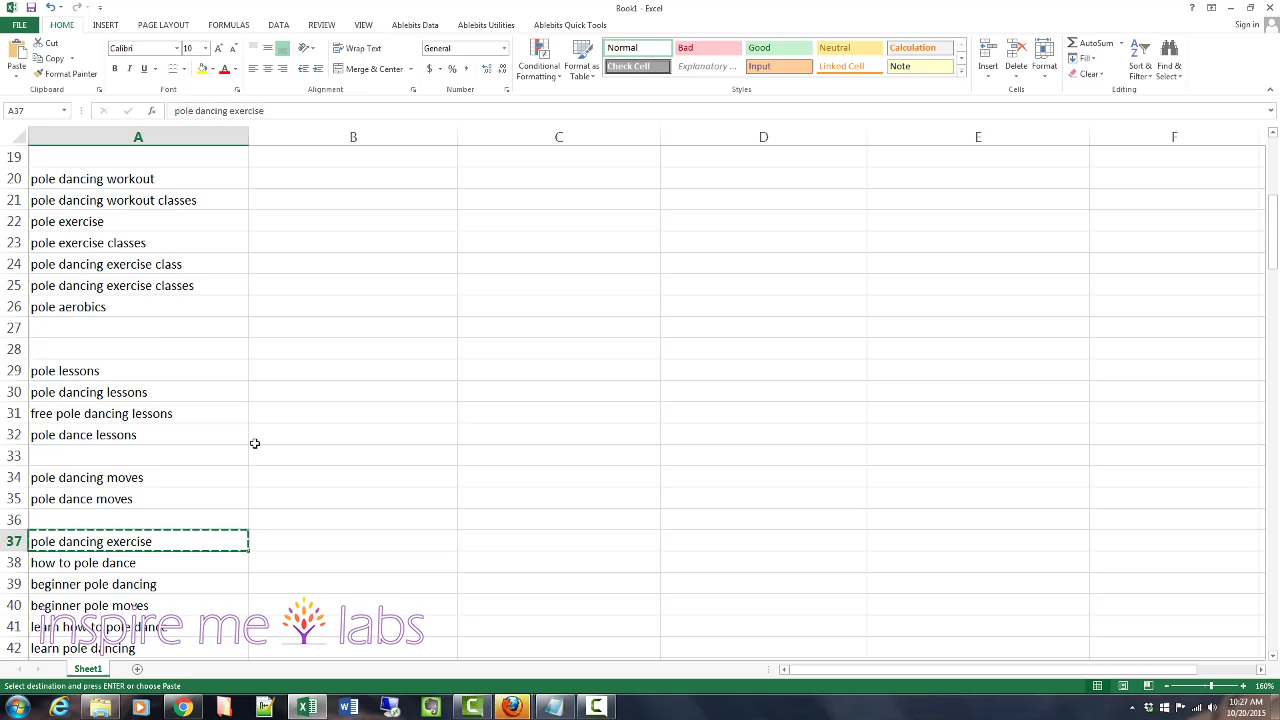 Book1 - Excel
Sign in
FILE HOME INSERT PAGE LAYOUT FORMULAS DATA REVIEW VIEW Ablebits Data Ablebits Utilities Ablebits Quick Tools
Paste
Cut
Copy
Format Painter
Clipboard
Calibri 10
B I U
Font
Wrap Text
Merge & Center
Alignment
General
$ % ,
Number
Conditional Formatting
Format as Table
Normal Bad Good Neutral Calculation
Check Cell Explanatory ... Input Linked Cell Note
Styles
Insert Delete Format
Cells
AutoSum
Fill
Clear
Sort & Filter
Find & Select
Editing
A37 fx pole dancing exercise
A B C D E F
19
20 pole dancing workout
21 pole dancing workout classes
22 pole exercise
23 pole exercise classes
24 pole dancing exercise class
25 pole dancing exercise classes
26 pole aerobics
27
28
29 pole lessons
30 pole dancing lessons
31 free pole dancing lessons
32 pole dance lessons
33
34 pole dancing moves
35 pole dance moves
36
37 pole dancing exercise
38 how to pole dance
39 beginner pole dancing
40 beginner pole moves
41 learn how to pole dance
42 learn pole dancing
inspire me labs
Sheet1
Select destination and press ENTER or choose Paste
160%
10:27 AM
10/20/2015